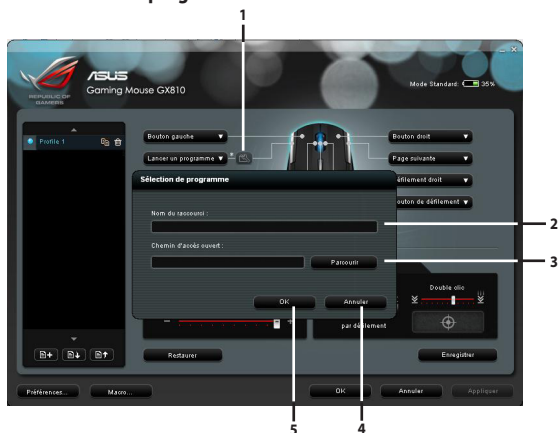 1
ASUS
Gaming Mouse GX810
REPUBLIC OF
GAMERS
Mode Standard: 35%
Profile 1
Bouton gauche
Bouton droit
Lancer un programme
Page suivante
Sélection de programme
éfilement droit
outon de défilement
Nom du raccourci :
2
Chemin d'accès ouvert :
Parcourir
3
Double clic
OK
Annuler
par défilement
Restaurer
Enregistrer
Préférences...
Macro...
OK
Annuler
Appliquer
5
4